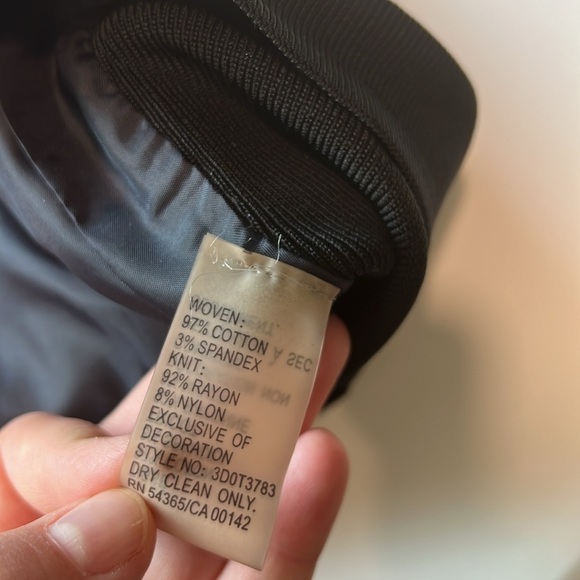 WOVEN:
97% COTTON
3% SPANDEX
KNIT:
92% RAYON
8% NYLON
EXCLUSIVE OF
DECORATION
STYLE NO: 3D0T3783
DRY CLEAN ONLY.
RN 54365/CA 00142